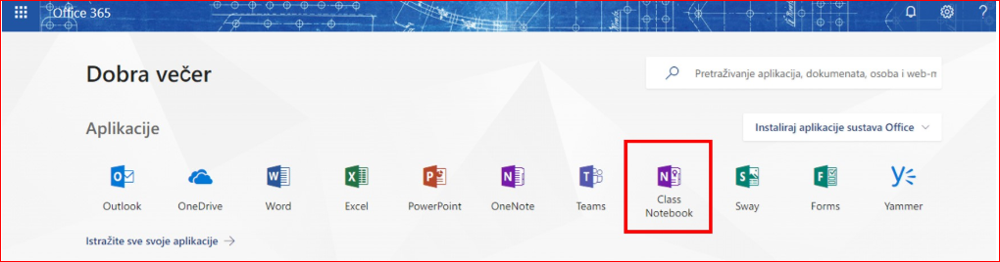 Office 365
?
Dobra večer
Pretraživanje aplikacija, dokumenata, osoba i web-m
Aplikacije
Instaliraj aplikacije sustava Office
Outlook
OneDrive
Word
Excel
PowerPoint
OneNote
Teams
Class
Notebook
Sway
Forms
Yammer
Istražite sve svoje aplikacije